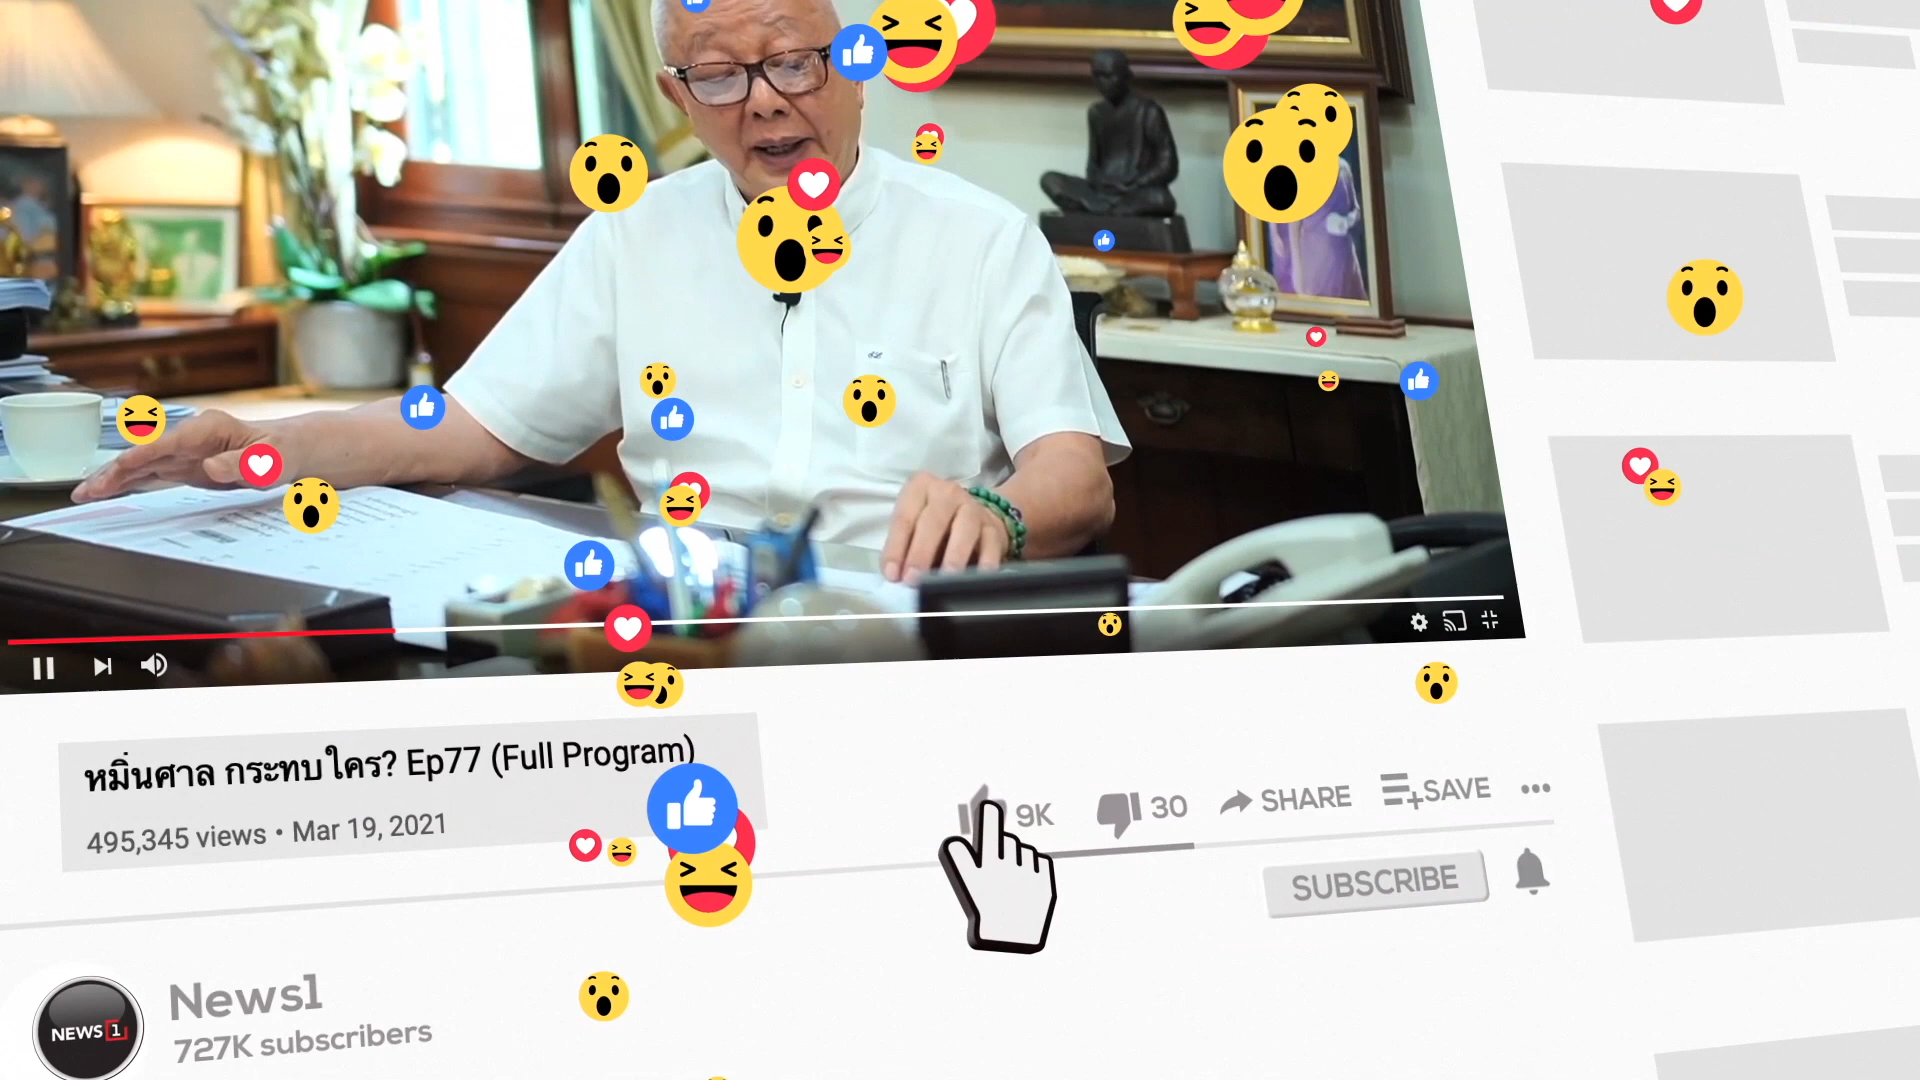 หมิ่นศาล กระทบใคร? Ep77 (Full Program)
495,345 views • Mar 19, 2021
9K
30
SHARE
SAVE
SUBSCRIBE
NEWS 1
News1
727K subscribers